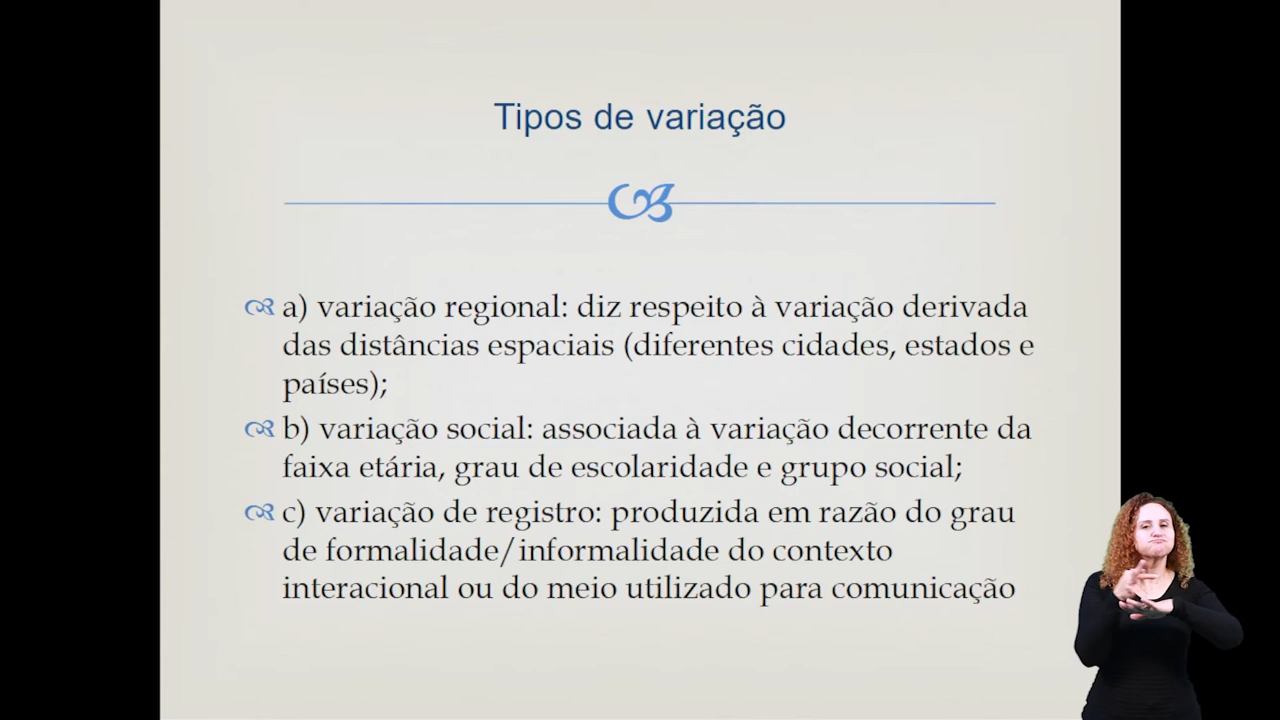 Tipos de variação
a) variação regional: diz respeito à variação derivada
das distâncias espaciais (diferentes cidades, estados e
países);
b) variação social: associada à variação decorrente da
faixa etária, grau de escolaridade e grupo social;
c) variação de registro: produzida em razão do grau
de formalidade/informalidade do contexto
interacional ou do meio utilizado para comunicação